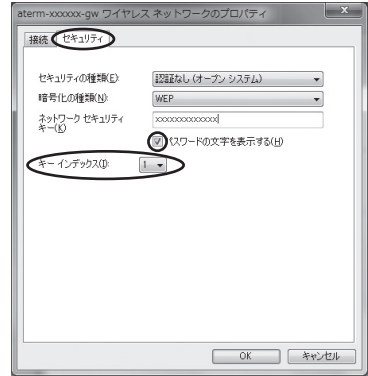 aterm-xxxxxx-gw ワイヤレス ネットワークのプロパティ
接続 セキュリティ
セキュリティの種類(E): 認証なし (オープン システム)
暗号化の種類(N): WEP
ネットワーク セキュリティ キー(K) xxxxxxxxxxxxx
パスワードの文字を表示する(H)
キー インデックス(I): 1
OK キャンセル